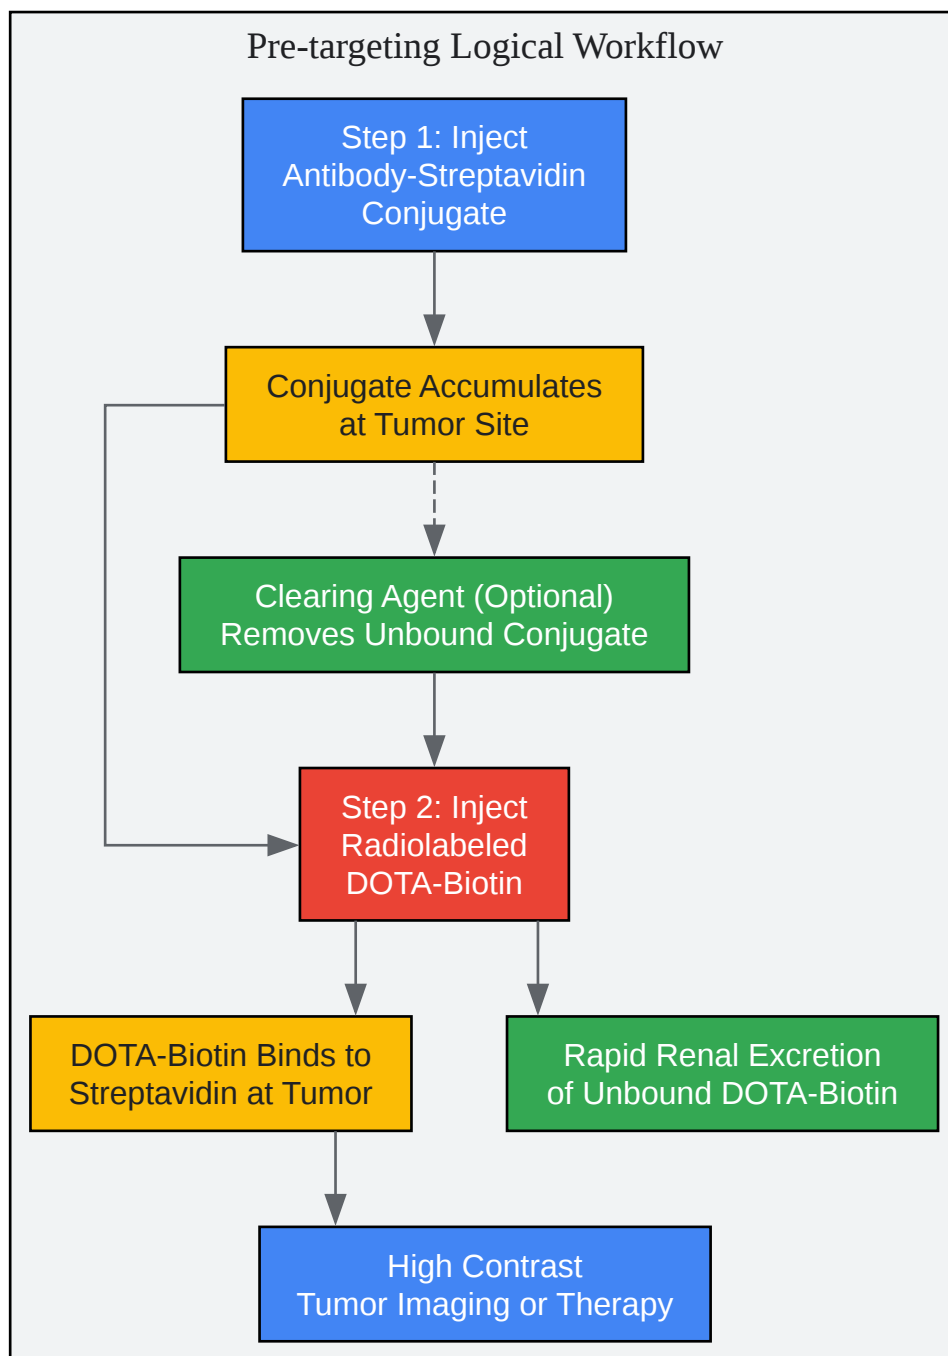 Pre-targeting Logical Workflow
Step 1: Inject
Antibody-Streptavidin
Conjugate
Conjugate Accumulates
at Tumor Site
Clearing Agent (Optional)
Removes Unbound Conjugate
Step 2: Inject
Radiolabeled
DOTA-Biotin
DOTA-Biotin Binds to
Streptavidin at Tumor
Rapid Renal Excretion
of Unbound DOTA-Biotin
High Contrast
Tumor Imaging or Therapy